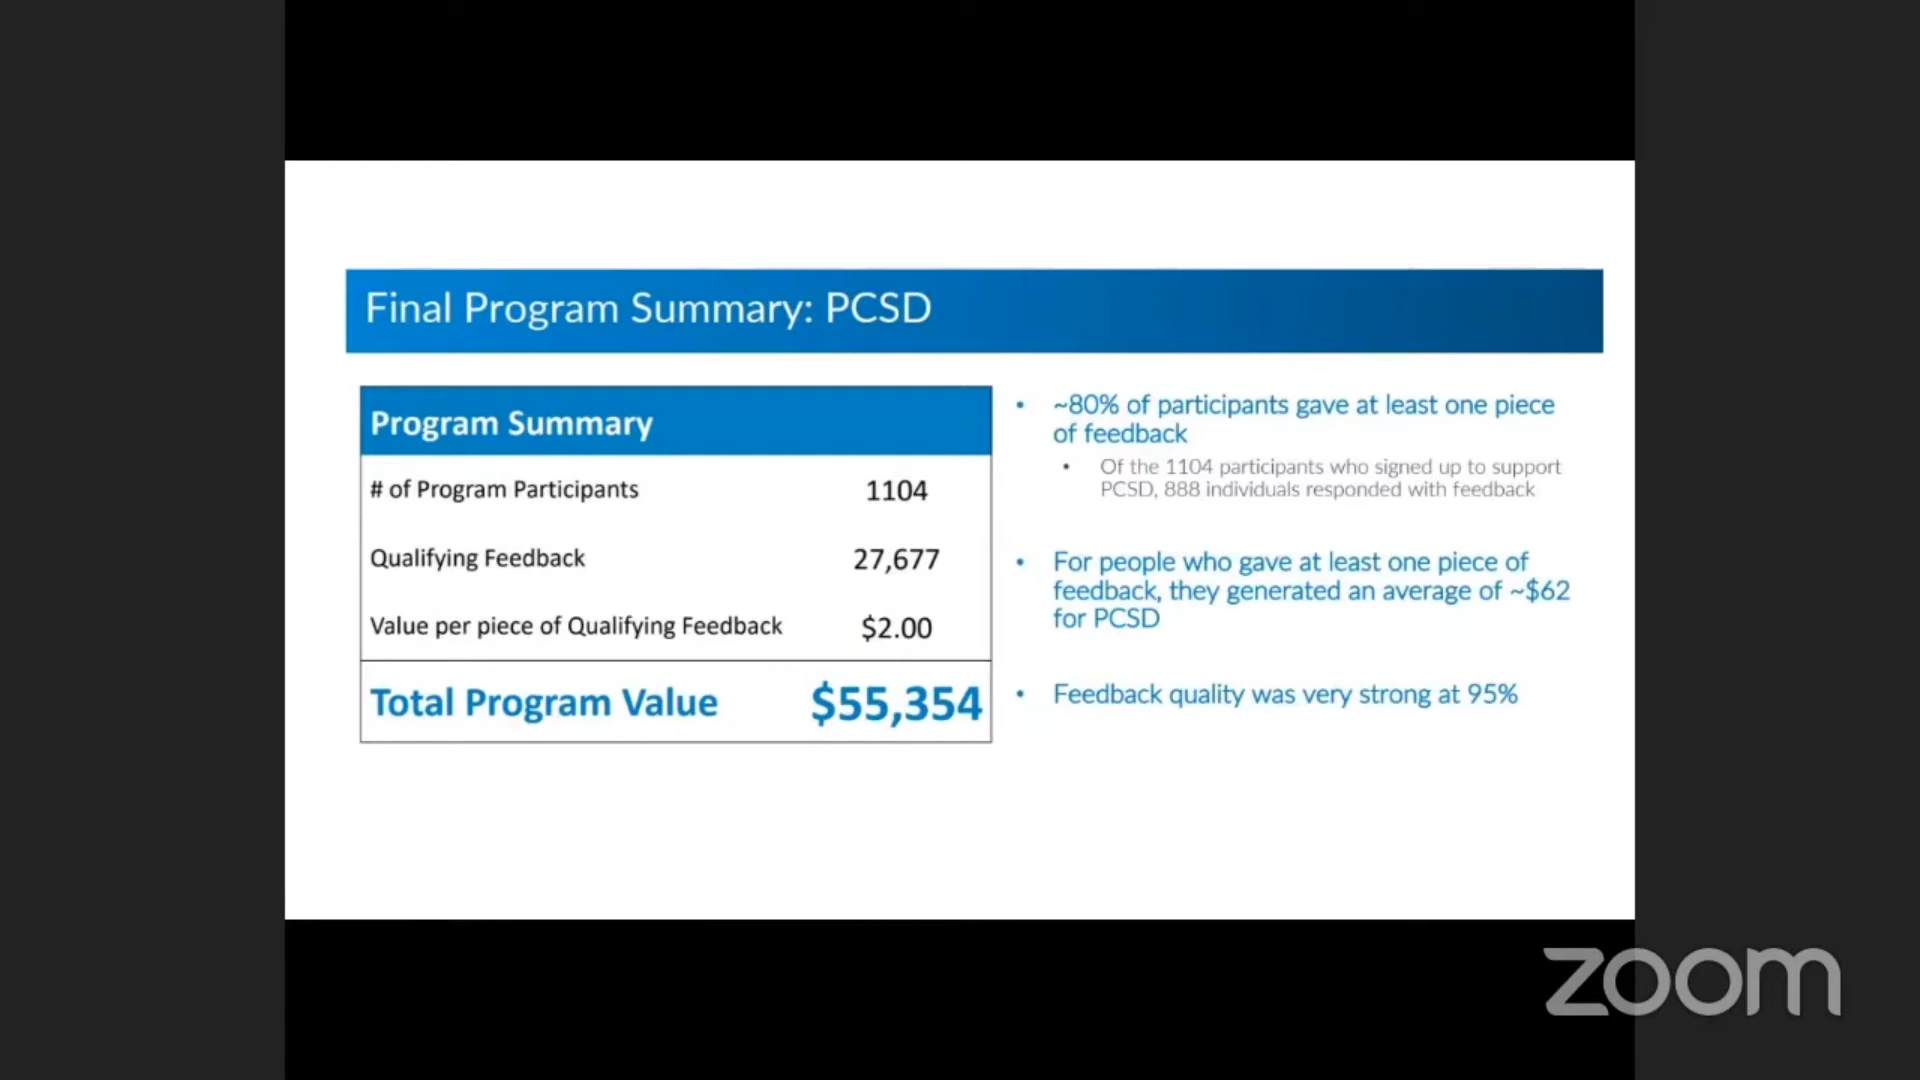 Final Program Summary: PCSD
Program Summary
# of Program Participants 1104
Qualifying Feedback 27,677
Value per piece of Qualifying Feedback $2.00
Total Program Value $55,354
• ~80% of participants gave at least one piece
of feedback
• Of the 1104 participants who signed up to support
PCSD, 888 individuals responded with feedback
• For people who gave at least one piece of
feedback, they generated an average of ~$62
for PCSD
• Feedback quality was very strong at 95%
zoom